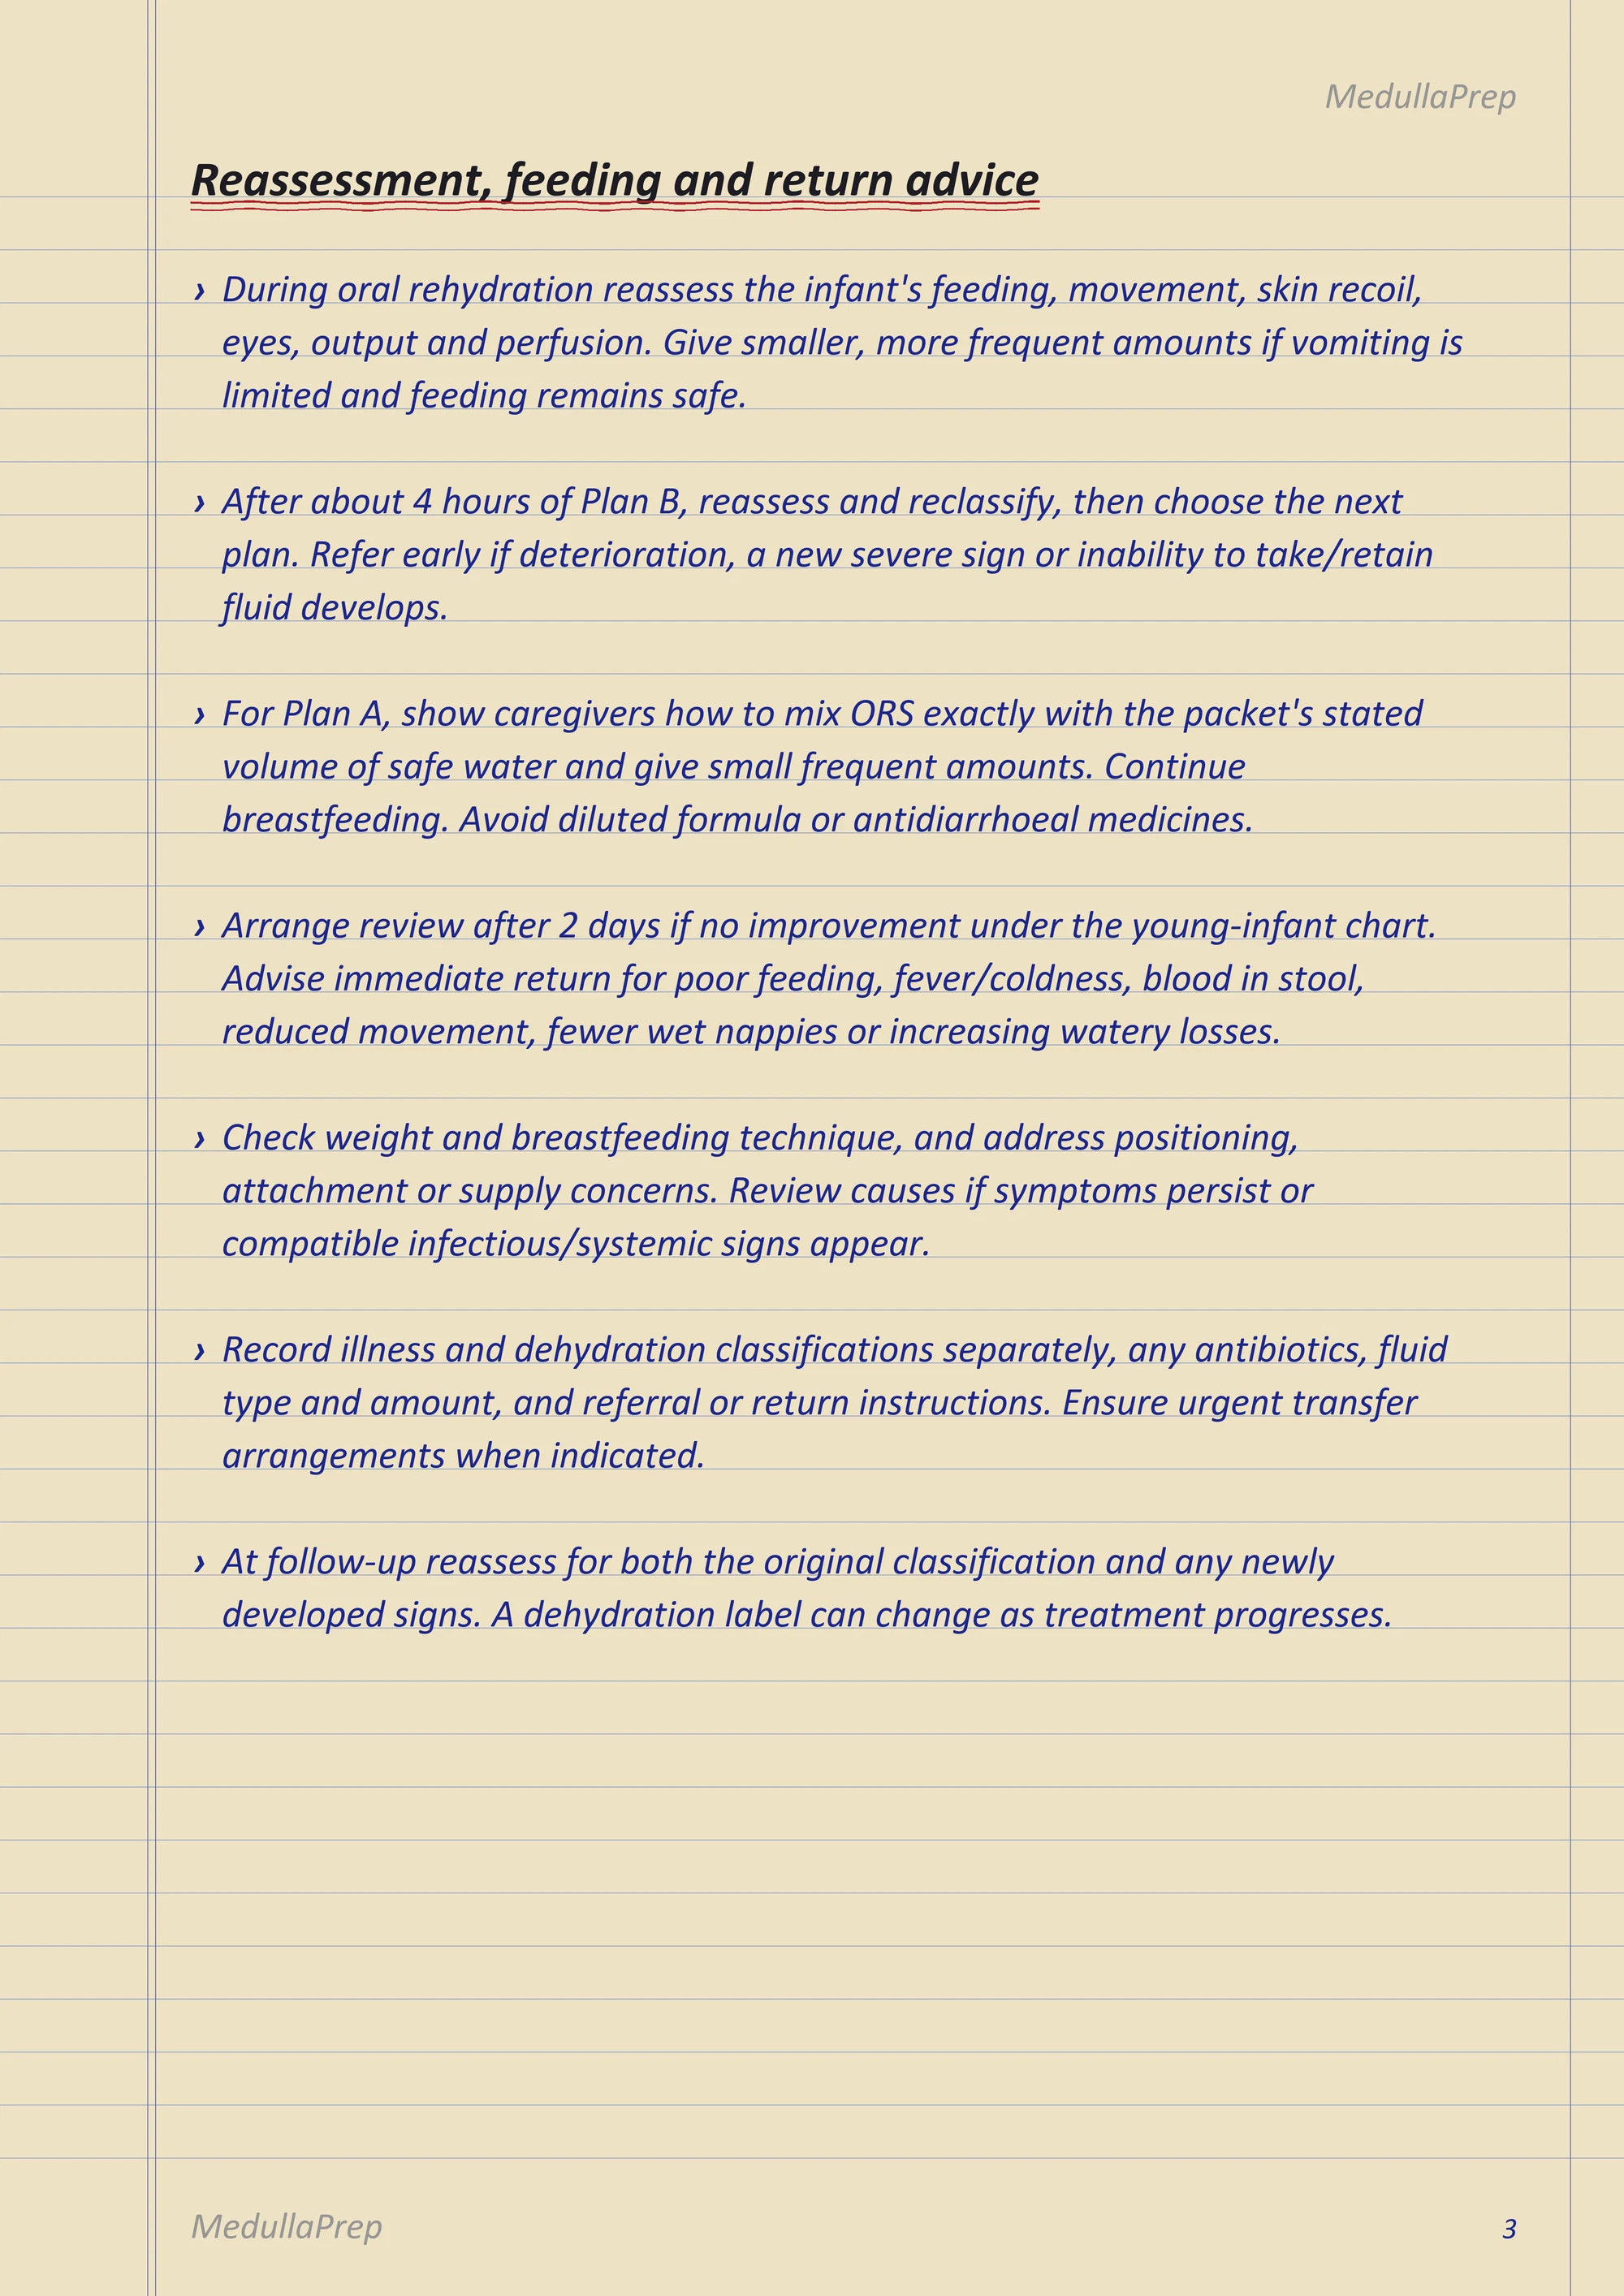 MedullaPrep
Reassessment, feeding and return advice
› During oral rehydration reassess the infant's feeding, movement, skin recoil,
eyes, output and perfusion. Give smaller, more frequent amounts if vomiting is
limited and feeding remains safe.
› After about 4 hours of Plan B, reassess and reclassify, then choose the next
plan. Refer early if deterioration, a new severe sign or inability to take/retain
fluid develops.
› For Plan A, show caregivers how to mix ORS exactly with the packet's stated
volume of safe water and give small frequent amounts. Continue
breastfeeding. Avoid diluted formula or antidiarrhoeal medicines.
› Arrange review after 2 days if no improvement under the young-infant chart.
Advise immediate return for poor feeding, fever/coldness, blood in stool,
reduced movement, fewer wet nappies or increasing watery losses.
› Check weight and breastfeeding technique, and address positioning,
attachment or supply concerns. Review causes if symptoms persist or
compatible infectious/systemic signs appear.
› Record illness and dehydration classifications separately, any antibiotics, fluid
type and amount, and referral or return instructions. Ensure urgent transfer
arrangements when indicated.
› At follow-up reassess for both the original classification and any newly
developed signs. A dehydration label can change as treatment progresses.
MedullaPrep
3